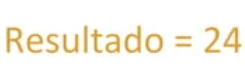 Resultado = 24